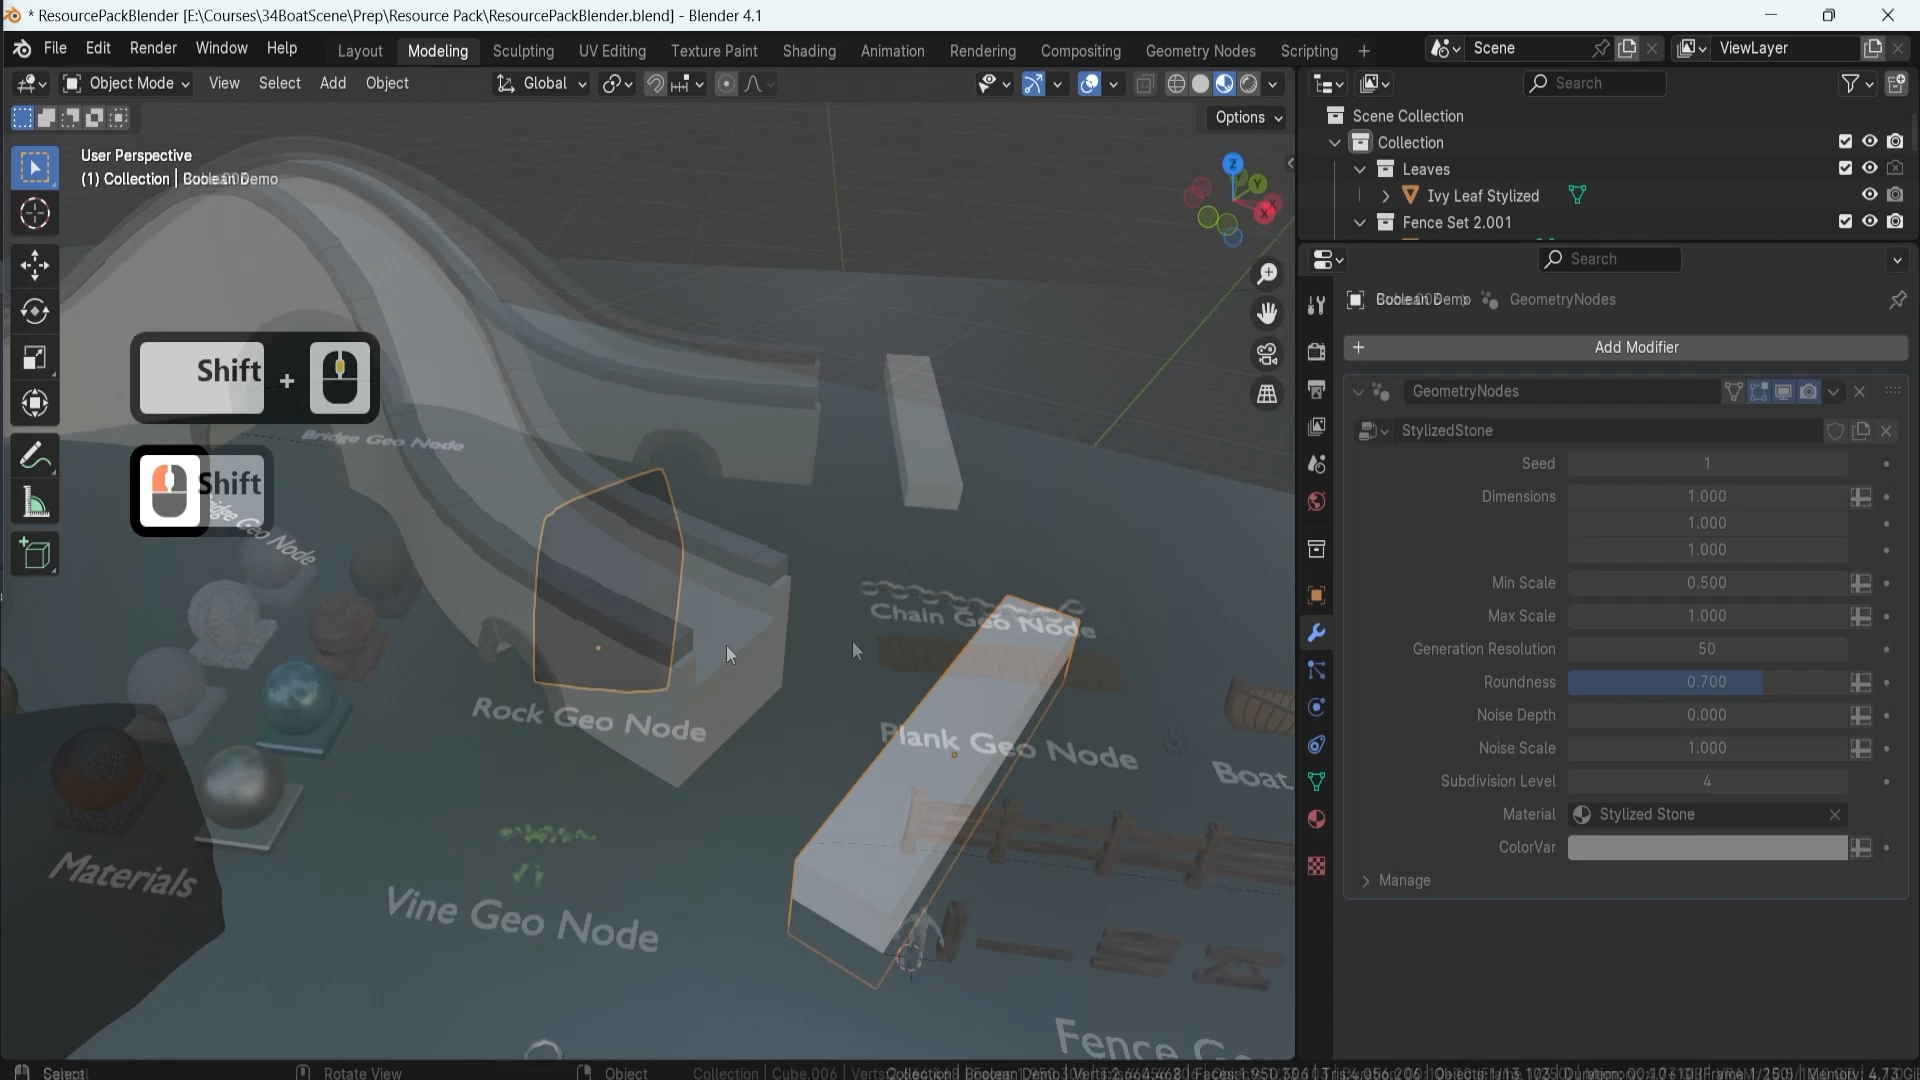 * ResourcePackBlender [E:\Courses\34BoatScene\Prep\Resource Pack\ResourcePackBlender.blend] - Blender 4.1
File Edit Render Window Help Layout Modeling Sculpting UV Editing Texture Paint Shading Animation Rendering Compositing Geometry Nodes Scripting + Scene ViewLayer
Object Mode View Select Add Object Global Search
Options
Scene Collection
Collection
Leaves
Ivy Leaf Stylized
Fence Set 2.001
User Perspective
(1) Collection | Boolean Demo
Search
Boolean Demo GeometryNodes
Add Modifier
GeometryNodes
StylizedStone
Seed 1
Dimensions 1.000
1.000
1.000
Min Scale 0.500
Max Scale 1.000
Generation Resolution 50
Roundness 0.700
Noise Depth 0.000
Noise Scale 1.000
Subdivision Level 4
Material Stylized Stone
ColorVar
Manage
Shift +
Shift
Bridge Geo Node
Bridge Geo Node
Chain Geo Node
Rock Geo Node
Plank Geo Node
Boat
Materials
Vine Geo Node
Fence G
Select Rotate View Object Collection | Cube.006